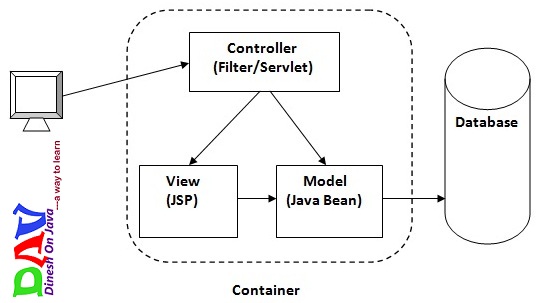 Controller
(Filter/Servlet)
Database
View
(JSP)
Model
(Java Bean)
Container
DAV
Dinesh On Java
---a way to learn